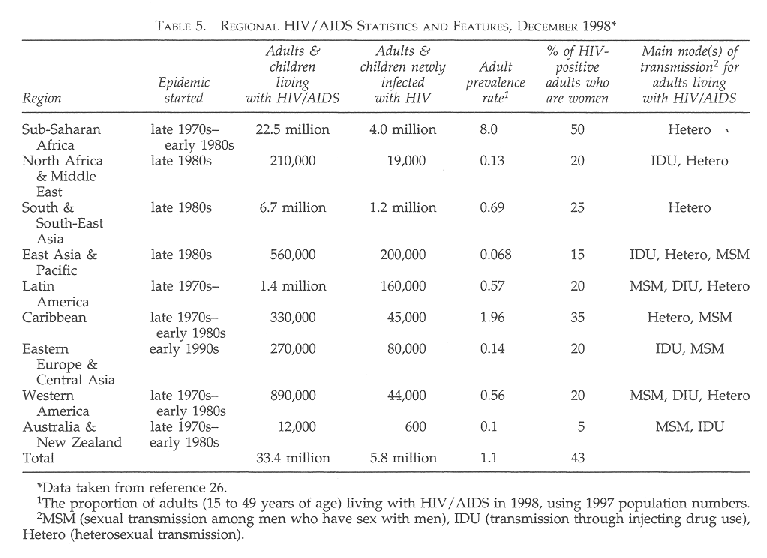 TABLE 5. REGIONAL HIV/AIDS STATISTICS AND FEATURES, DECEMBER 1998*
Region Epidemic started Adults & children living with HIV/AIDS Adults & children newly infected with HIV Adult prevalence rate1 % of HIV-positive adults who are women Main mode(s) of transmission2 for adults living with HIV/AIDS
Sub-Saharan Africa late 1970s–early 1980s 22.5 million 4.0 million 8.0 50 Hetero
North Africa & Middle East late 1980s 210,000 19,000 0.13 20 IDU, Hetero
South & South-East Asia late 1980s 6.7 million 1.2 million 0.69 25 Hetero
East Asia & Pacific late 1980s 560,000 200,000 0.068 15 IDU, Hetero, MSM
Latin America late 1970s– 1.4 million 160,000 0.57 20 MSM, DIU, Hetero
Caribbean late 1970s–early 1980s 330,000 45,000 1.96 35 Hetero, MSM
Eastern Europe & Central Asia early 1990s 270,000 80,000 0.14 20 IDU, MSM
Western America late 1970s–early 1980s 890,000 44,000 0.56 20 MSM, DIU, Hetero
Australia & New Zealand late 1970s–early 1980s 12,000 600 0.1 5 MSM, IDU
Total 33.4 million 5.8 million 1.1 43
*Data taken from reference 26.
1The proportion of adults (15 to 49 years of age) living with HIV/AIDS in 1998, using 1997 population numbers.
2MSM (sexual transmission among men who have sex with men), IDU (transmission through injecting drug use),
Hetero (heterosexual transmission).